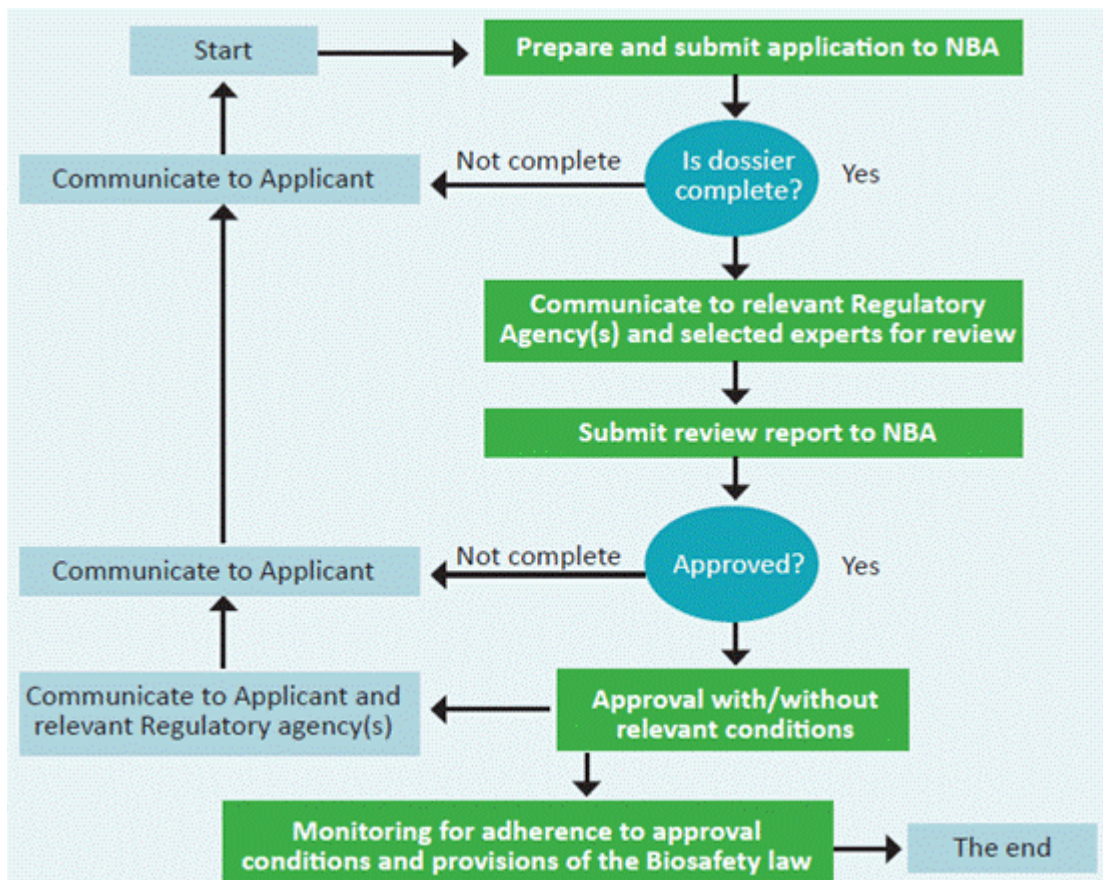 Start
Prepare and submit application to NBA
Communicate to Applicant
Not complete
Is dossier
complete?
Yes
Communicate to relevant Regulatory
Agency(s) and selected experts for review
Submit review report to NBA
Communicate to Applicant
Not complete
Approved?
Yes
Communicate to Applicant and
relevant Regulatory agency(s)
Approval with/without
relevant conditions
Monitoring for adherence to approval
conditions and provisions of the Biosafety law
The end